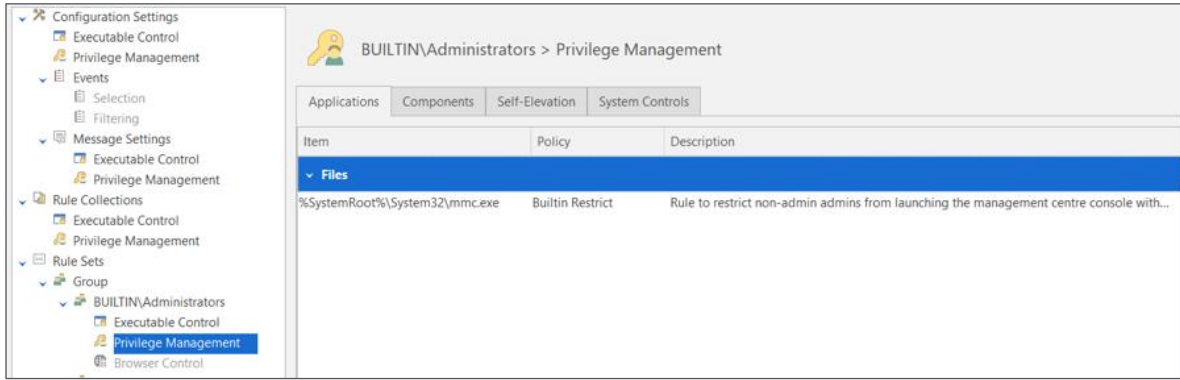 Configuration Settings
Executable Control
Privilege Management
Events
Selection
Filtering
Message Settings
Executable Control
Privilege Management
Rule Collections
Executable Control
Privilege Management
Rule Sets
Group
BUILTIN\Administrators
Executable Control
Privilege Management
Browser Control
BUILTIN\Administrators > Privilege Management
Applications Components Self-Elevation System Controls
Item Policy Description
Files
%SystemRoot%\System32\mmc.exe Builtin Restrict Rule to restrict non-admin admins from launching the management centre console with...